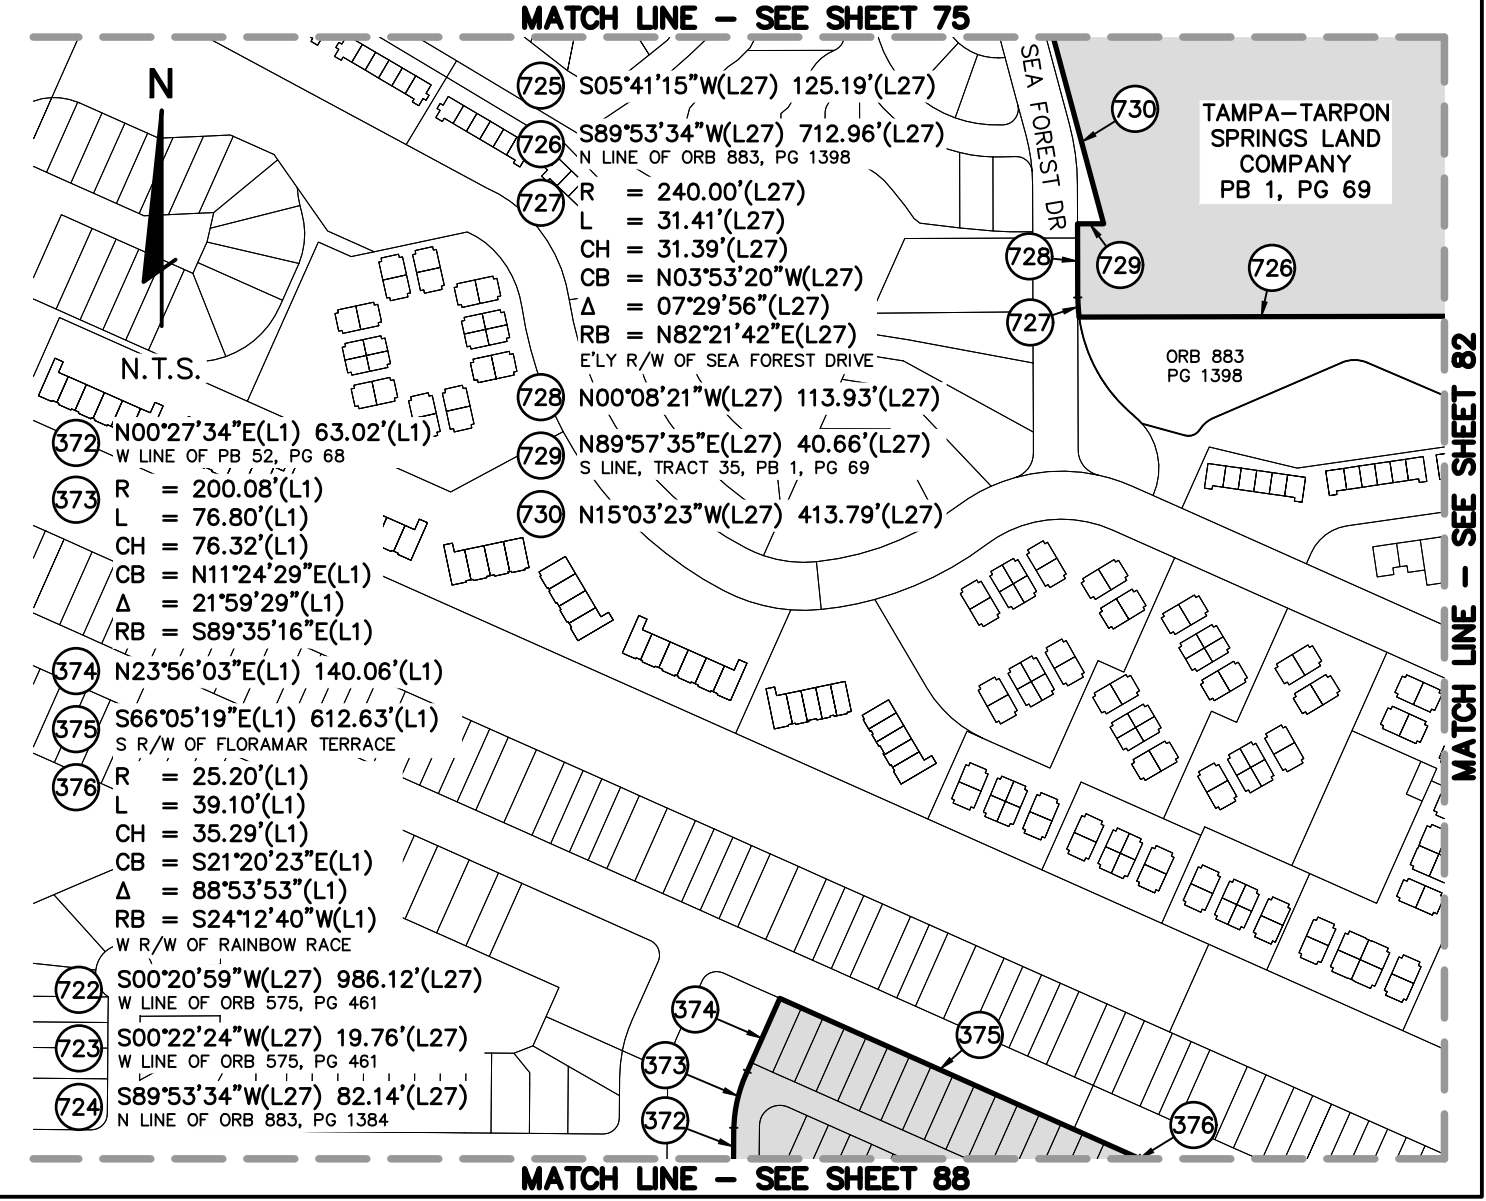 MATCH LINE – SEE SHEET 75
N
N.T.S.
372 N00°27'34"E(L1) 63.02'(L1)
W LINE OF PB 52, PG 68
373 R = 200.08'(L1)
L = 76.80'(L1)
CH = 76.32'(L1)
CB = N11°24'29"E(L1)
Δ = 21°59'29"(L1)
RB = S89°35'16"E(L1)
374 N23°56'03"E(L1) 140.06'(L1)
375 S66°05'19"E(L1) 612.63'(L1)
S R/W OF FLORAMAR TERRACE
376 R = 25.20'(L1)
L = 39.10'(L1)
CH = 35.29'(L1)
CB = S21°20'23"E(L1)
Δ = 88°53'53"(L1)
RB = S24°12'40"W(L1)
W R/W OF RAINBOW RACE
722 S00°20'59"W(L27) 986.12'(L27)
W LINE OF ORB 575, PG 461
723 S00°22'24"W(L27) 19.76'(L27)
W LINE OF ORB 575, PG 461
724 S89°53'34"W(L27) 82.14'(L27)
N LINE OF ORB 883, PG 1384
725 S05°41'15"W(L27) 125.19'(L27)
726 S89°53'34"W(L27) 712.96'(L27)
N LINE OF ORB 883, PG 1398
727 R = 240.00'(L27)
L = 31.41'(L27)
CH = 31.39'(L27)
CB = N03°53'20"W(L27)
Δ = 07°29'56"(L27)
RB = N82°21'42"E(L27)
E'LY R/W OF SEA FOREST DRIVE
728 N00°08'21"W(L27) 113.93'(L27)
729 N89°57'35"E(L27) 40.66'(L27)
S LINE, TRACT 35, PB 1, PG 69
730 N15°03'23"W(L27) 413.79'(L27)
SEA FOREST DR
730
TAMPA–TARPON
SPRINGS LAND
COMPANY
PB 1, PG 69
728
729
726
727
ORB 883
PG 1398
374
375
373
372
376
MATCH LINE – SEE SHEET 82
MATCH LINE – SEE SHEET 88